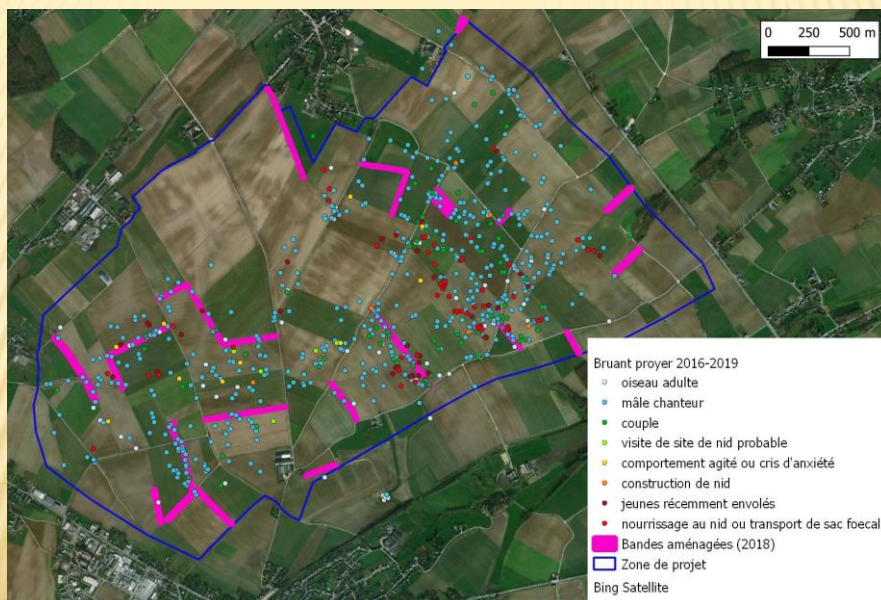 0 250 500 m
Bruant proyer 2016-2019
oiseau adulte
mâle chanteur
couple
visite de site de nid probable
comportement agité ou cris d'anxiété
construction de nid
jeunes récemment envolés
nourrissage au nid ou transport de sac foecal
Bandes aménagées (2018)
Zone de projet
Bing Satellite